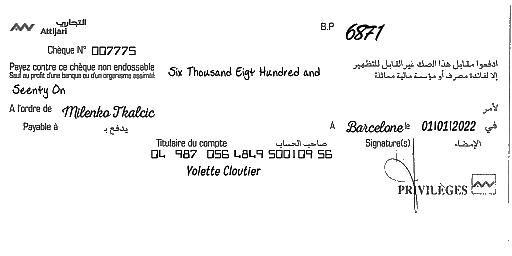 التجاري
Attijari
B.P 6871
Chèque N° 007775
Payez contre ce chèque non endossable
Sauf au profit d'une banque ou d'un organisme assimilé
Six Thousand Eigt Hundred and
ادفعوا مقابل هذا الصك غير القابل للتظهير
إلا لفائدة مصرف أو مؤسسة مالية مماثلة
Seenty On
A l'ordre de Milenko Tkalcic لأمر
Payable à يدفع بـ
A Barcelone le 01/01/2022 في
Titulaire du compte صاحب الحساب
Signature(s) الإمضاء
04 987 056 4849 500109 56
Yolette Cloutier
PRIVILÈGES